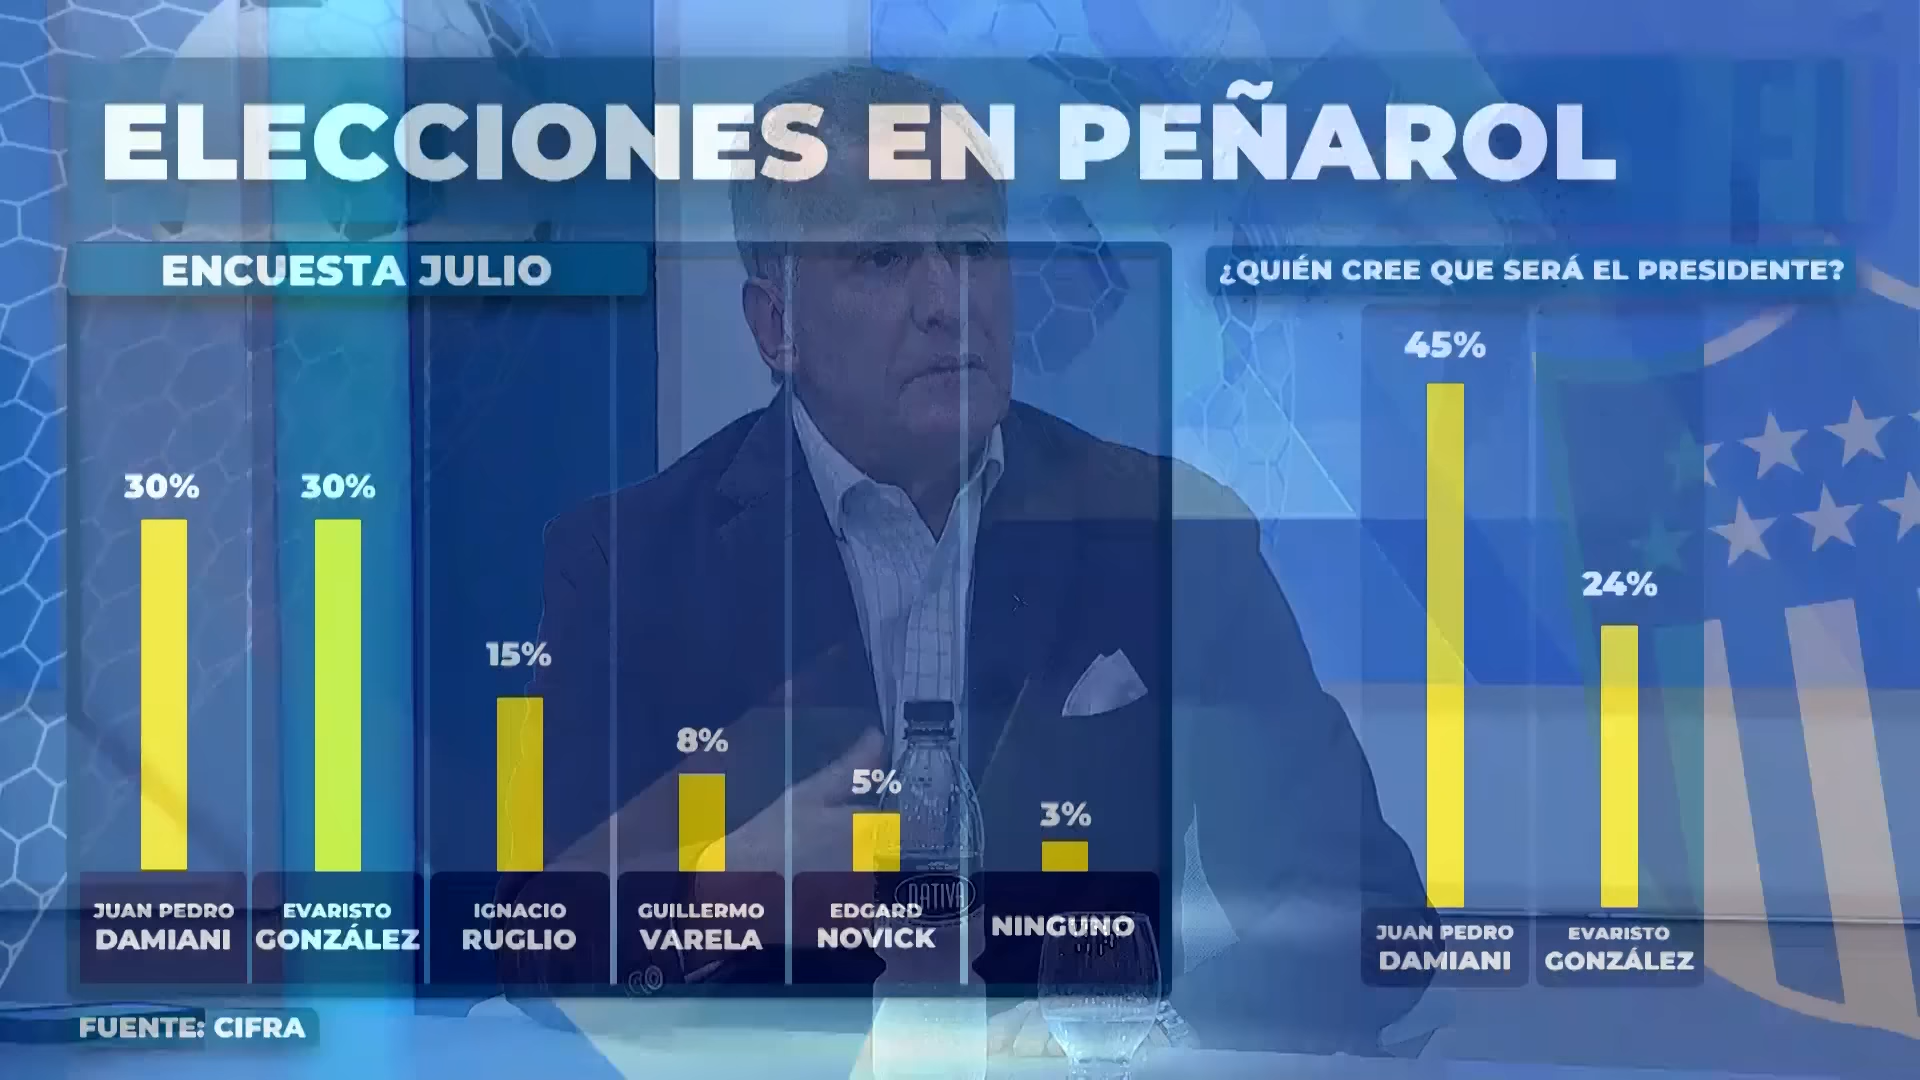 ELECCIONES EN PEÑAROL
ENCUESTA JULIO
30%
30%
15%
8%
5%
3%
JUAN PEDRO
DAMIANI
EVARISTO
GONZÁLEZ
IGNACIO
RUGLIO
GUILLERMO
VARELA
EDGARD
NOVICK
NINGUNO
¿QUIÉN CREE QUE SERÁ EL PRESIDENTE?
45%
24%
JUAN PEDRO
DAMIANI
EVARISTO
GONZÁLEZ
NATIVA
FUENTE: CIFRA